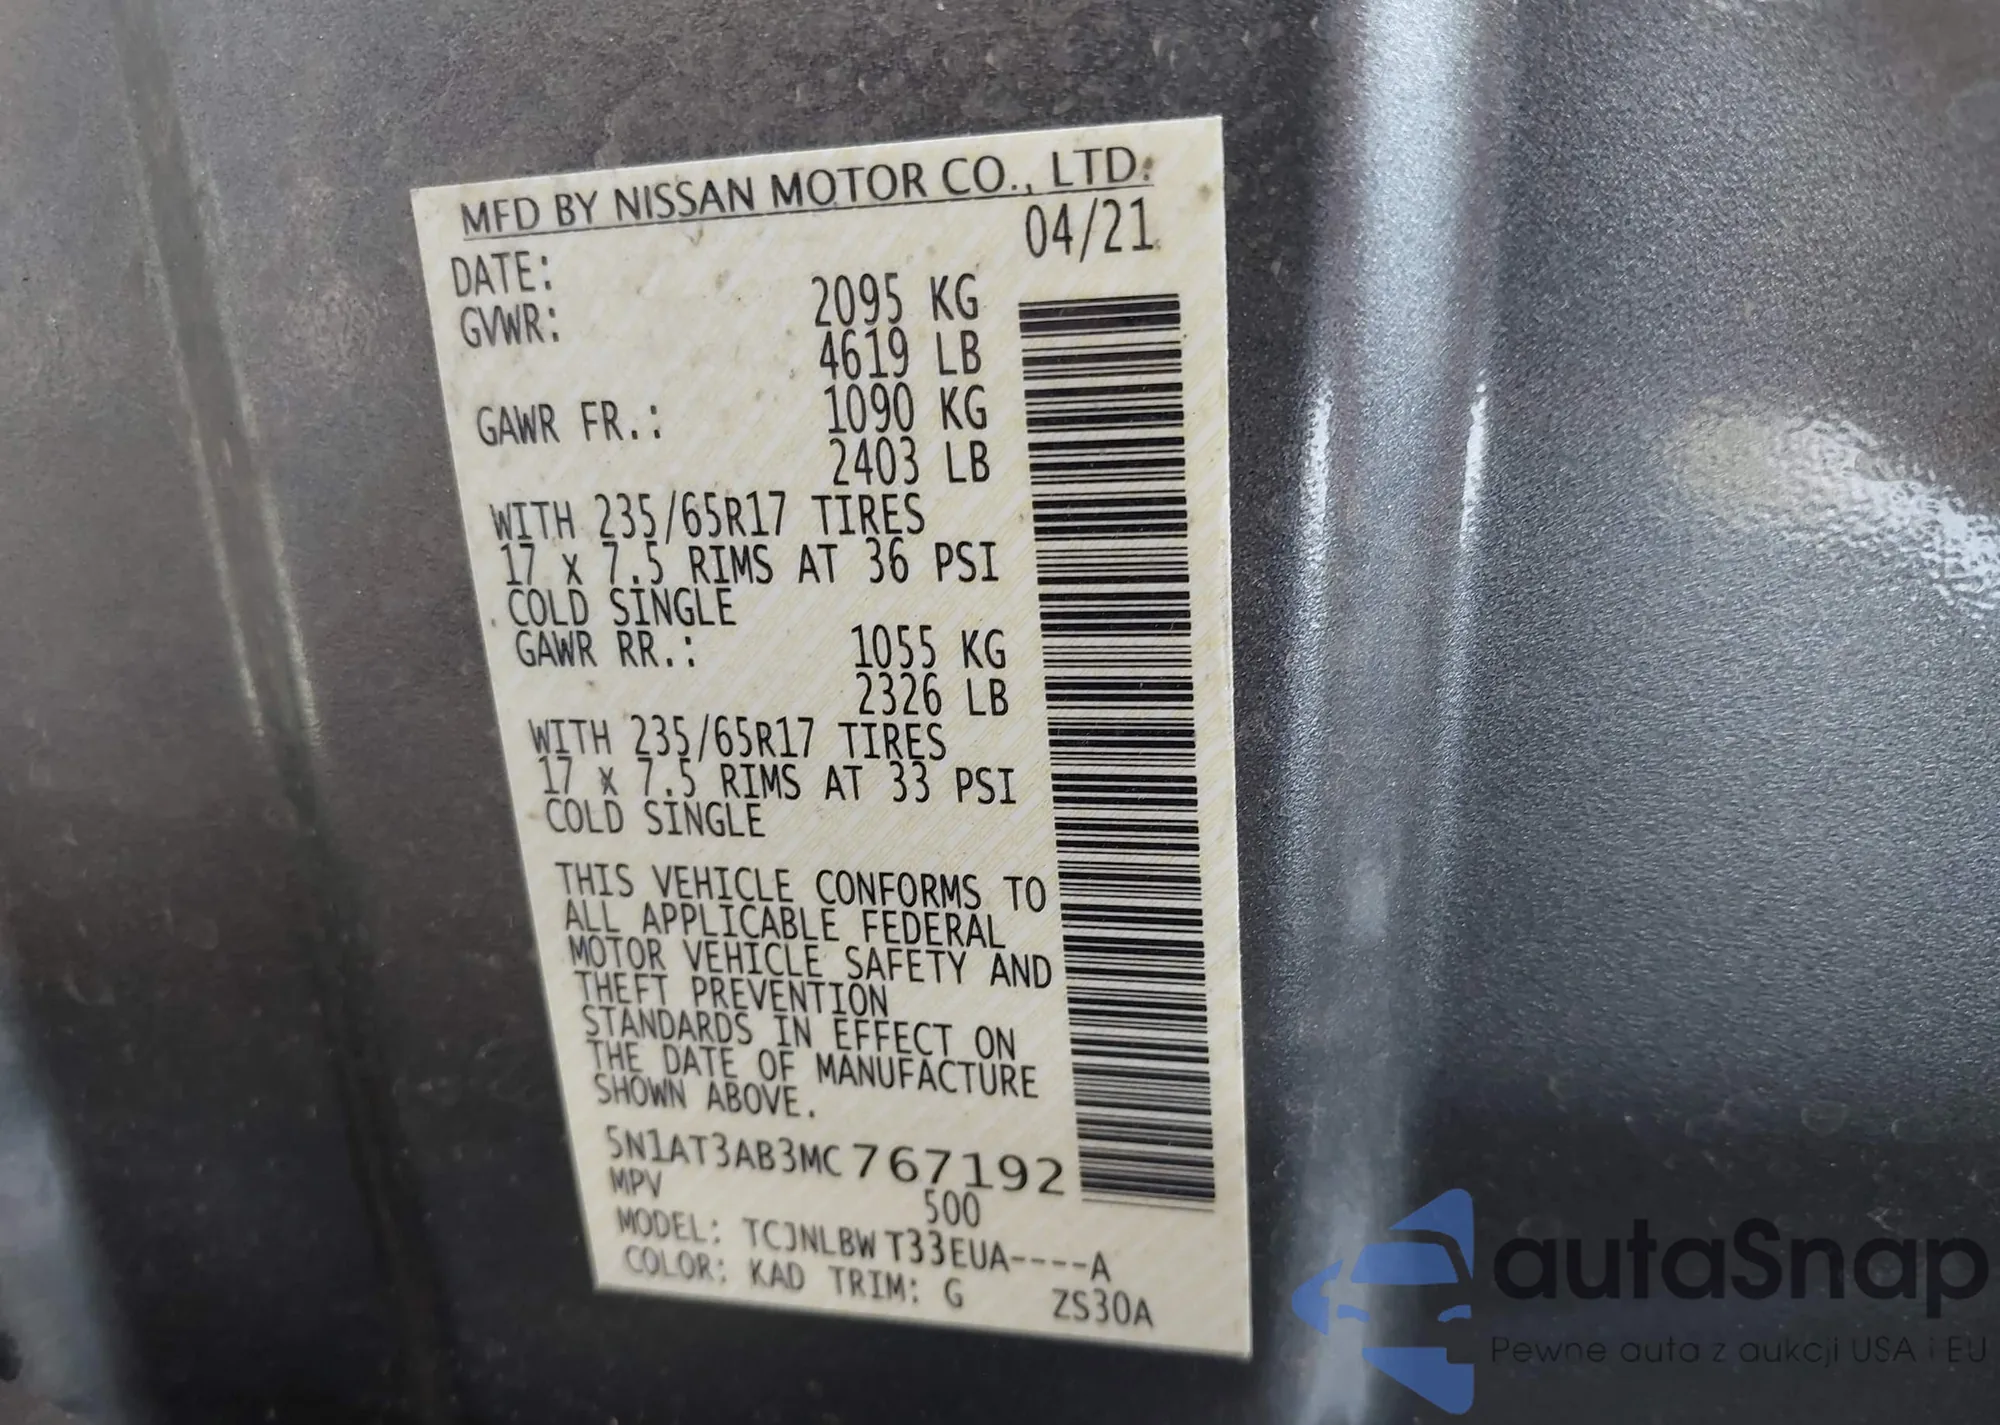 MFD BY NISSAN MOTOR CO., LTD.
DATE: 04/21
GVWR: 2095 KG
4619 LB
GAWR FR.: 1090 KG
2403 LB
WITH 235/65R17 TIRES
17 x 7.5 RIMS AT 36 PSI
COLD SINGLE
GAWR RR.: 1055 KG
2326 LB
WITH 235/65R17 TIRES
17 x 7.5 RIMS AT 33 PSI
COLD SINGLE
THIS VEHICLE CONFORMS TO
ALL APPLICABLE FEDERAL
MOTOR VEHICLE SAFETY AND
THEFT PREVENTION
STANDARDS IN EFFECT ON
THE DATE OF MANUFACTURE
SHOWN ABOVE.
5N1AT3AB3MC767192
MPV 500
MODEL: TCJNLBW T33EUA----A
COLOR: KAD TRIM: G ZS30A
autaSnap
Pewne auta z aukcji USA i EU